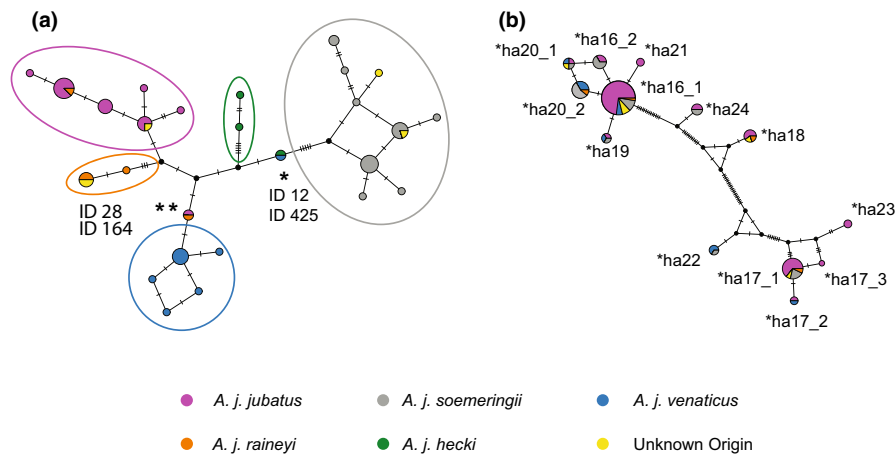 (a)
(b)
*ha20_1
*ha16_2
*ha21
*ha16_1
*ha20_2
*ha24
*ha19
*ha18
*ha23
*ha22
*ha17_1
*ha17_3
*ha17_2
*
ID 12
ID 425
**
ID 28
ID 164
A. j. jubatus
A. j. soemeringii
A. j. venaticus
A. j. raineyi
A. j. hecki
Unknown Origin